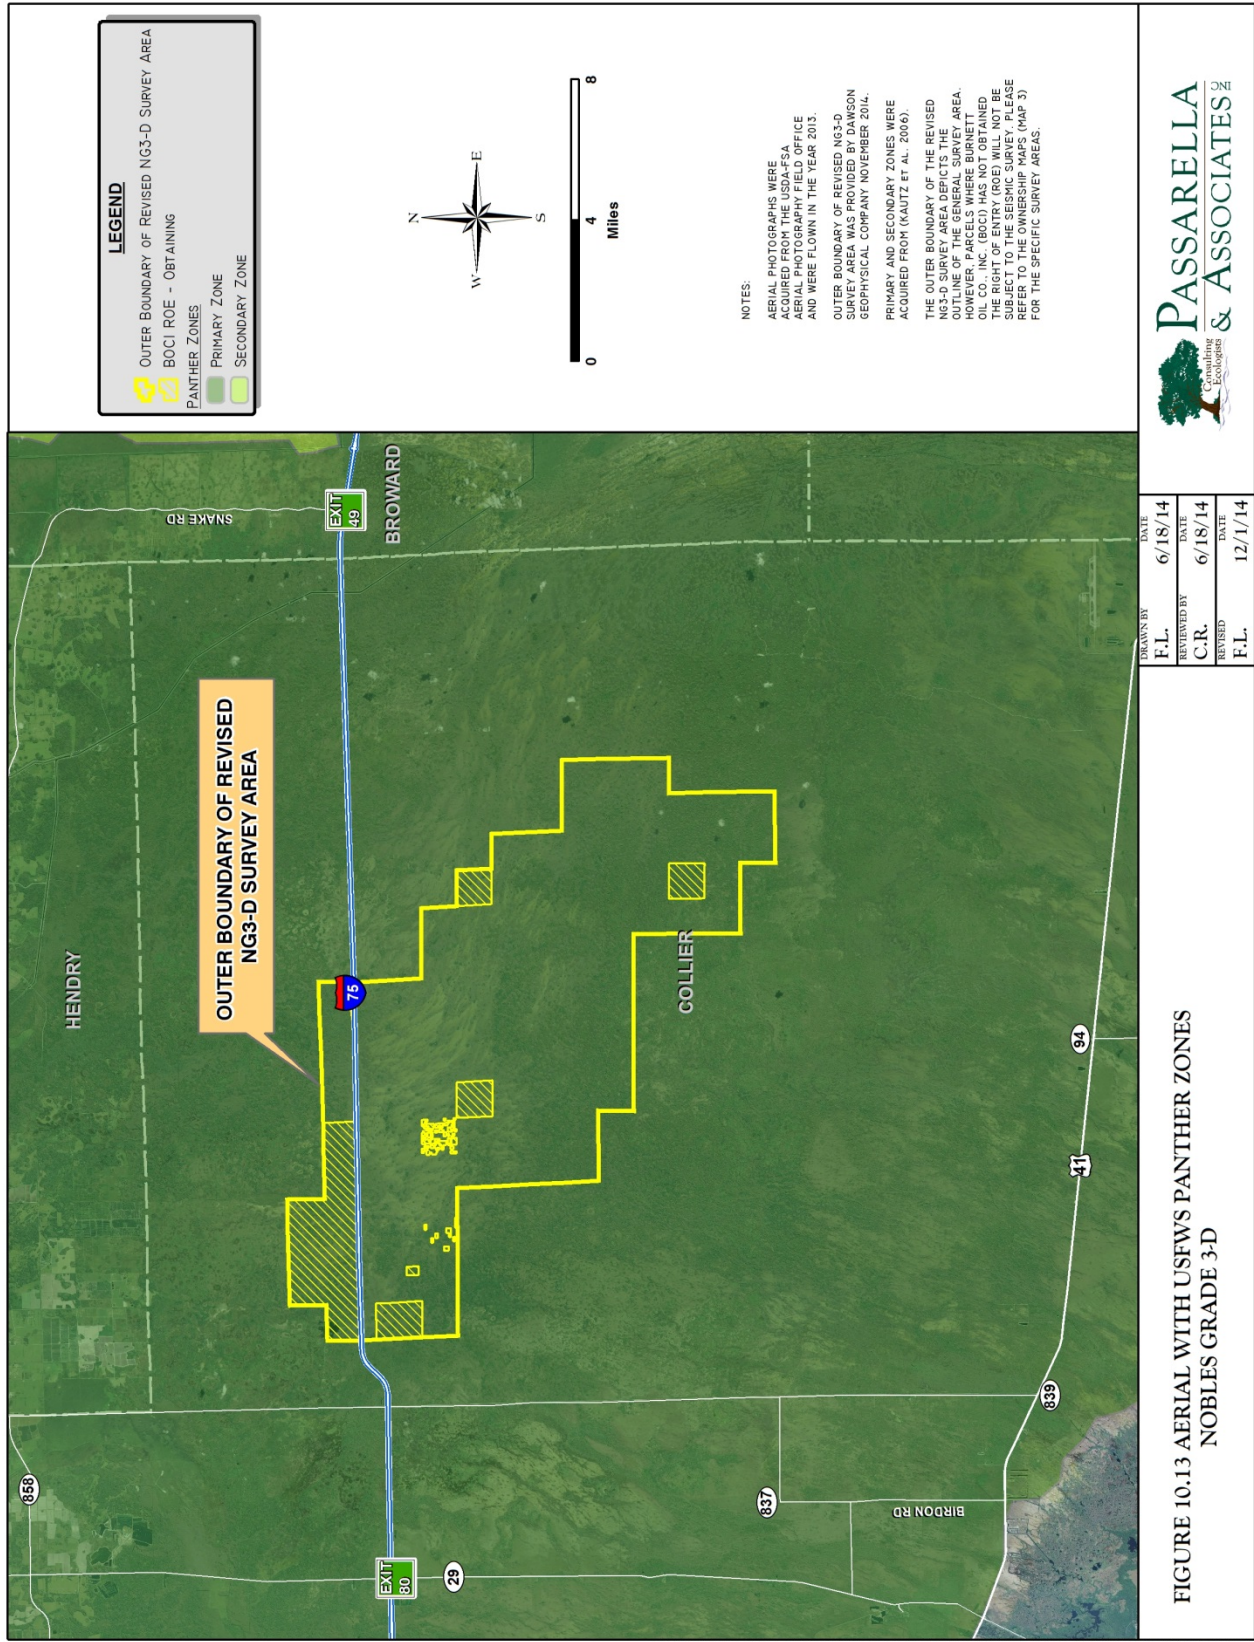 LEGEND
OUTER BOUNDARY OF REVISED NG3-D SURVEY AREA
BOCI ROE - OBTAINING
PANTHER ZONES
PRIMARY ZONE
SECONDARY ZONE
N
W
E
S
0
4
8
Miles
NOTES:
AERIAL PHOTOGRAPHS WERE
ACQUIRED FROM THE USDA-FSA
AERIAL PHOTOGRAPHY FIELD OFFICE
AND WERE FLOWN IN THE YEAR 2013.
OUTER BOUNDARY OF REVISED NG3-D
SURVEY AREA WAS PROVIDED BY DAWSON
GEOPHYSICAL COMPANY NOVEMBER 2014.
PRIMARY AND SECONDARY ZONES WERE
ACQUIRED FROM (KAUTZ ET AL. 2006).
THE OUTER BOUNDARY OF THE REVISED
NG3-D SURVEY AREA DEPICTS THE
OUTLINE OF THE GENERAL SURVEY AREA.
HOWEVER, PARCELS WHERE BURNETT
OIL CO., INC. (BOCI) HAS NOT OBTAINED
THE RIGHT OF ENTRY (ROE) WILL NOT BE
SUBJECT TO THE SEISMIC SURVEY. PLEASE
REFER TO THE OWNERSHIP MAPS (MAP 3)
FOR THE SPECIFIC SURVEY AREAS.
858
HENDRY
SNAKE RD
OUTER BOUNDARY OF REVISED
NG3-D SURVEY AREA
EXIT
80
29
75
EXIT
49
BROWARD
COLLIER
837
BIRDON RD
839
41
94
FIGURE 10.13 AERIAL WITH USFWS PANTHER ZONES
NOBLES GRADE 3-D
DRAWN BY
F.L.
DATE
6/18/14
REVIEWED BY
C.R.
DATE
6/18/14
REVISED
F.L.
DATE
12/1/14
Consulting
Ecologists
PASSARELLA
& ASSOCIATES INC